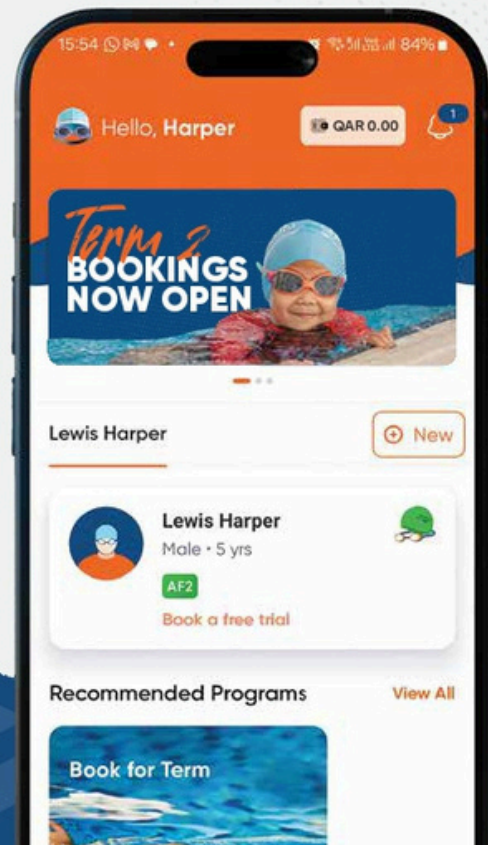 15:54
84%
Hello, Harper
QAR 0.00
1
Term 2
BOOKINGS
NOW OPEN
Lewis Harper
New
Lewis Harper
Male • 5 yrs
AF2
Book a free trial
Recommended Programs
View All
Book for Term